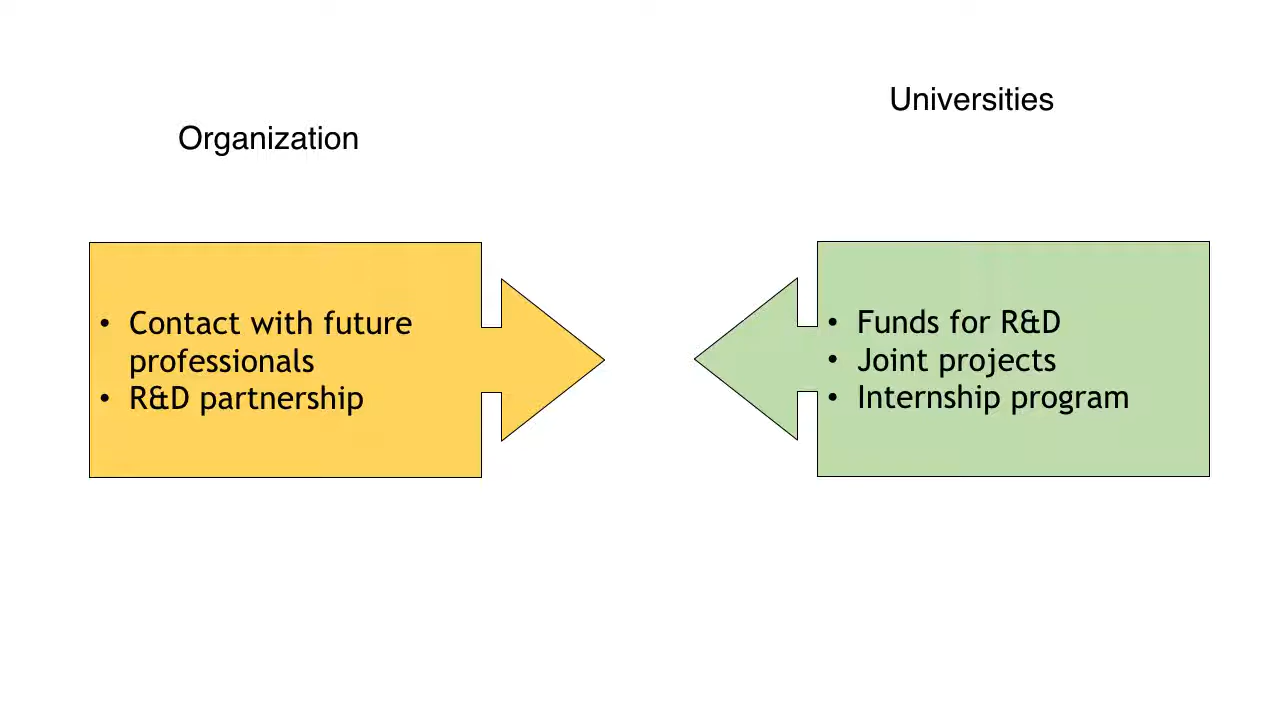 Organization
• Contact with future
professionals
• R&D partnership
Universities
• Funds for R&D
• Joint projects
• Internship program